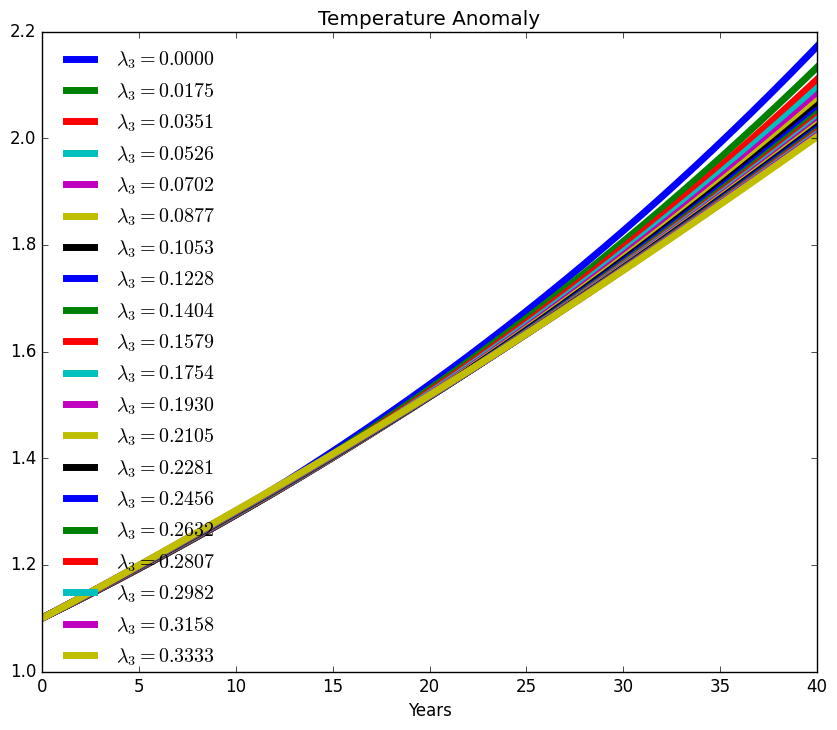 Temperature Anomaly
2.2
2.0
1.8
1.6
1.4
1.2
1.0
λ₃ = 0.0000
λ₃ = 0.0175
λ₃ = 0.0351
λ₃ = 0.0526
λ₃ = 0.0702
λ₃ = 0.0877
λ₃ = 0.1053
λ₃ = 0.1228
λ₃ = 0.1404
λ₃ = 0.1579
λ₃ = 0.1754
λ₃ = 0.1930
λ₃ = 0.2105
λ₃ = 0.2281
λ₃ = 0.2456
λ₃ = 0.2632
λ₃ = 0.2807
λ₃ = 0.2982
λ₃ = 0.3158
λ₃ = 0.3333
0 5 10 15 20 25 30 35 40
Years